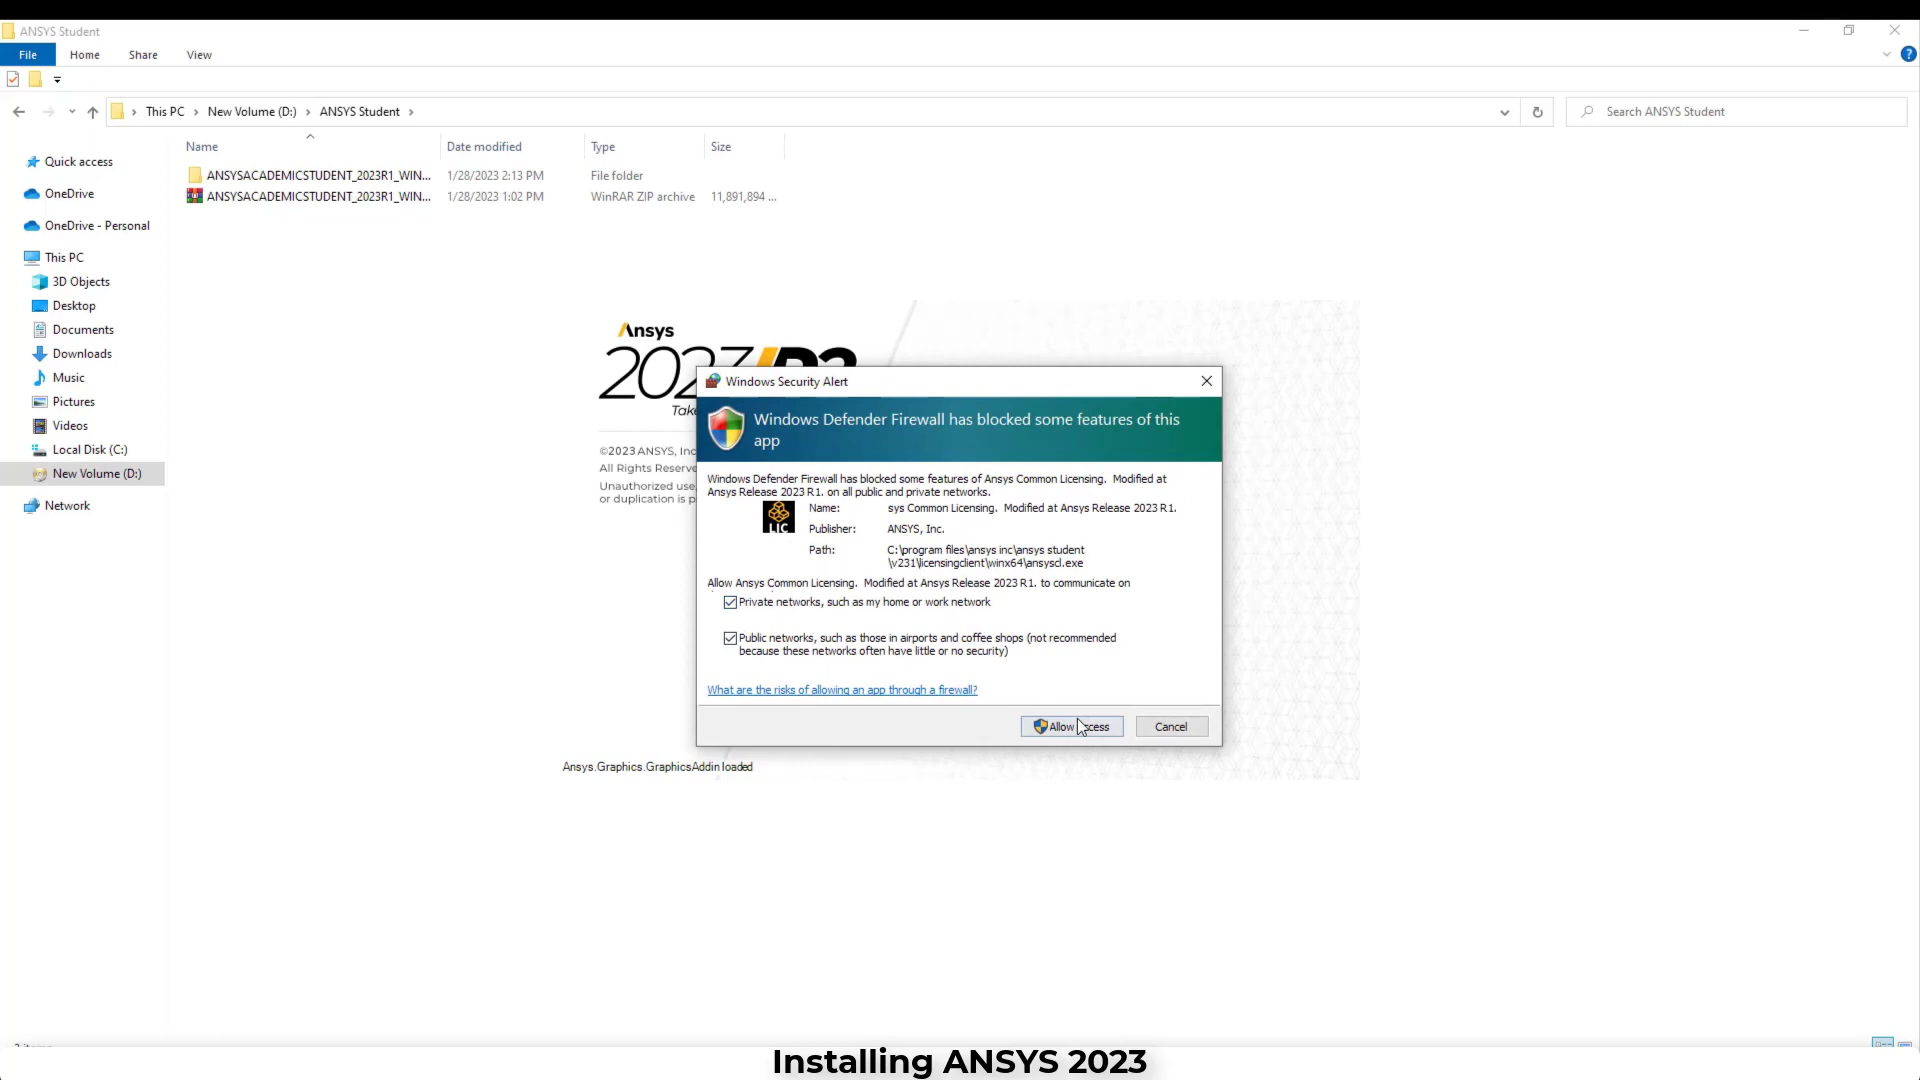 ANSYS Student
File
Home
Share
View
This PC
New Volume (D:)
ANSYS Student
Search ANSYS Student
Name
Date modified
Type
Size
ANSYSACADEMICSTUDENT_2023R1_WIN...
1/28/2023 2:13 PM
File folder
ANSYSACADEMICSTUDENT_2023R1_WIN...
1/28/2023 1:02 PM
WinRAR ZIP archive
11,891,894 ...
Quick access
OneDrive
OneDrive - Personal
This PC
3D Objects
Desktop
Documents
Downloads
Music
Pictures
Videos
Local Disk (C:)
New Volume (D:)
Network
Ansys
©2023 ANSYS, Inc
All Rights Reserve
Unauthorized use,
or duplication is p
Windows Security Alert
Windows Defender Firewall has blocked some features of this
app
Windows Defender Firewall has blocked some features of Ansys Common Licensing. Modified at
Ansys Release 2023 R1. on all public and private networks.
LIC
Name:
sys Common Licensing. Modified at Ansys Release 2023 R1.
Publisher:
ANSYS, Inc.
Path:
C:\program files\ansys inc\ansys student
\v231\licensingclient\winx64\ansyscl.exe
Allow Ansys Common Licensing. Modified at Ansys Release 2023 R1. to communicate on
Private networks, such as my home or work network
Public networks, such as those in airports and coffee shops (not recommended
because these networks often have little or no security)
What are the risks of allowing an app through a firewall?
Allow access
Cancel
Ansys.Graphics.GraphicsAddin loaded
Installing ANSYS 2023